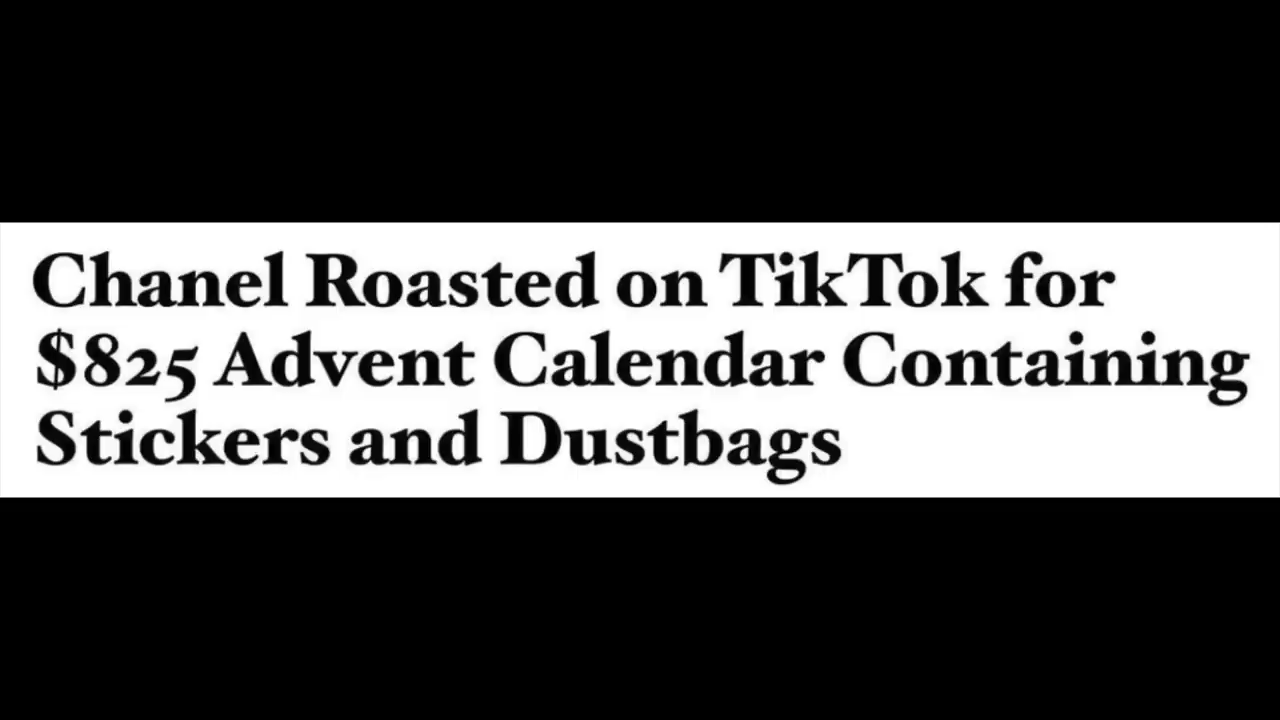 Chanel Roasted on TikTok for
$825 Advent Calendar Containing
Stickers and Dustbags